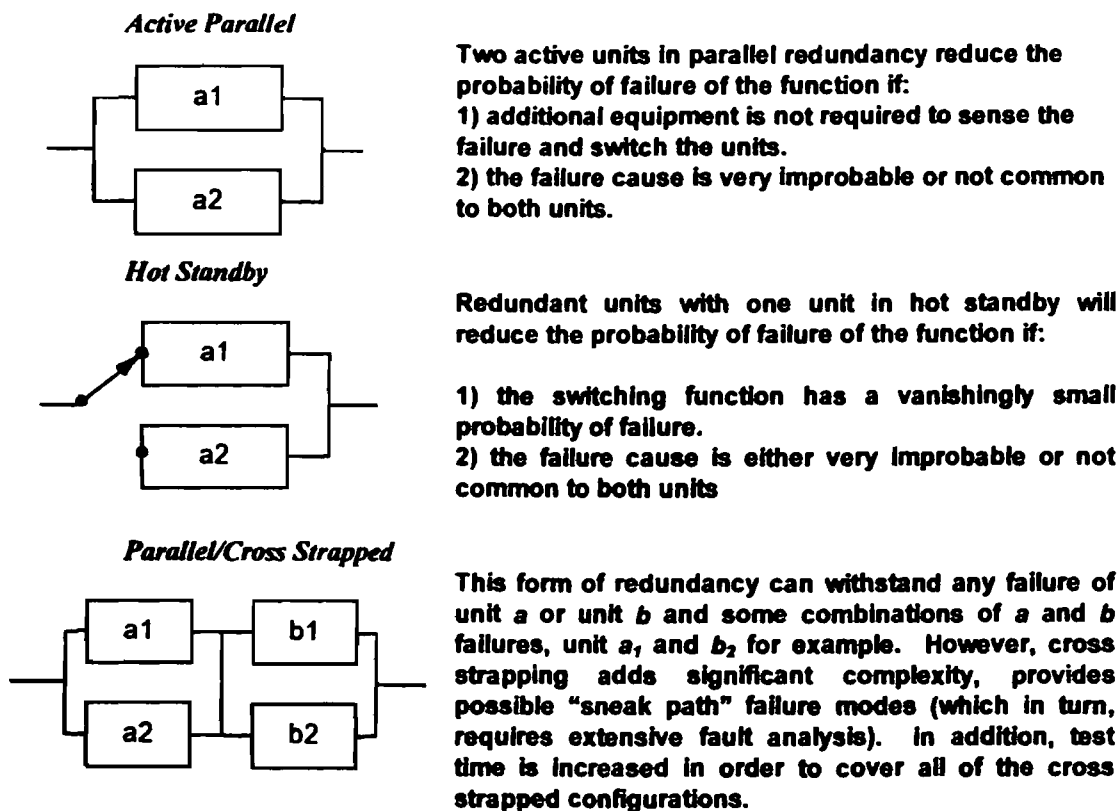 Active Parallel
a1
a2
Two active units in parallel redundancy reduce the
probability of failure of the function if:
1) additional equipment is not required to sense the
failure and switch the units.
2) the failure cause is very improbable or not common
to both units.
Hot Standby
a1
a2
Redundant units with one unit in hot standby will
reduce the probability of failure of the function if:
1) the switching function has a vanishingly small
probability of failure.
2) the failure cause is either very improbable or not
common to both units
Parallel/Cross Strapped
a1
b1
a2
b2
This form of redundancy can withstand any failure of
unit a or unit b and some combinations of a and b
failures, unit a₁ and b₂ for example. However, cross
strapping adds significant complexity, provides
possible "sneak path" failure modes (which in turn,
requires extensive fault analysis). In addition, test
time is increased in order to cover all of the cross
strapped configurations.